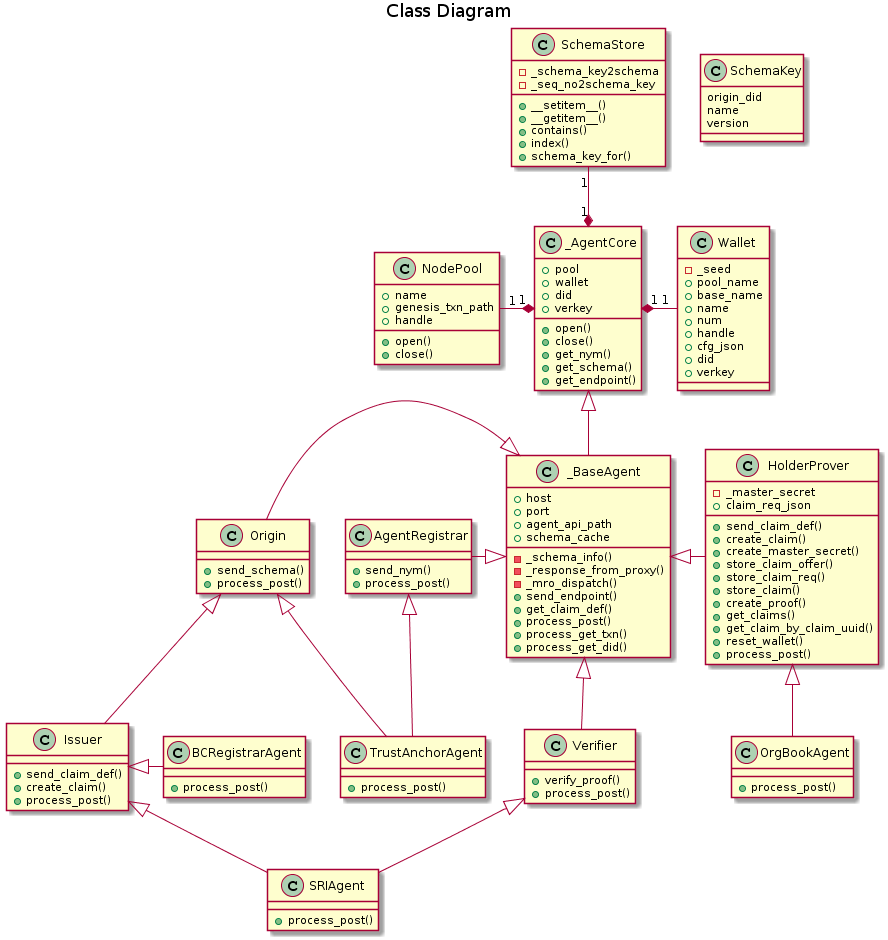 Class Diagram
C SchemaStore
_schema_key2schema
_seq_no2schema_key
__setitem__()
__getitem__()
contains()
index()
schema_key_for()
C SchemaKey
origin_did
name
version
1
1
C NodePool
name
genesis_txn_path
handle
open()
close()
1 1
C _AgentCore
pool
wallet
did
verkey
open()
close()
get_nym()
get_schema()
get_endpoint()
1 1
C Wallet
_seed
pool_name
base_name
name
num
handle
cfg_json
did
verkey
C Origin
send_schema()
process_post()
C AgentRegistrar
send_nym()
process_post()
C _BaseAgent
host
port
agent_api_path
schema_cache
_schema_info()
_response_from_proxy()
_mro_dispatch()
send_endpoint()
get_claim_def()
process_post()
process_get_txn()
process_get_did()
C HolderProver
_master_secret
claim_req_json
send_claim_def()
create_claim()
create_master_secret()
store_claim_offer()
store_claim_req()
store_claim()
create_proof()
get_claims()
get_claim_by_claim_uuid()
reset_wallet()
process_post()
C Issuer
send_claim_def()
create_claim()
process_post()
C BCRegistrarAgent
process_post()
C TrustAnchorAgent
process_post()
C Verifier
verify_proof()
process_post()
C OrgBookAgent
process_post()
C SRIAgent
process_post()